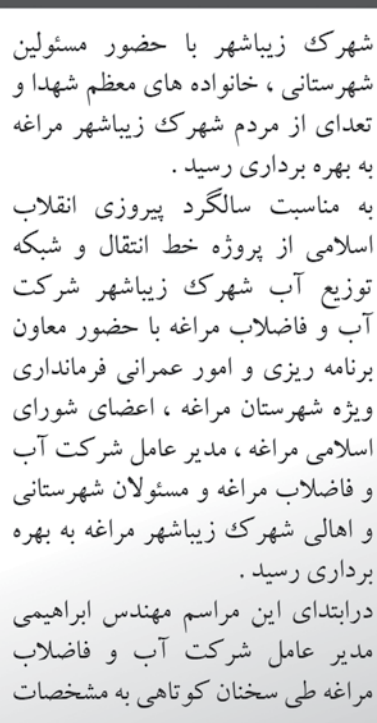 شهرک زیباشهر با حضور مسئولین
شهرستانی ، خانواده های معظم شهدا و
تعدای از مردم شهرک زیباشهر مراغه
به بهره برداری رسید .
به مناسبت سالگرد پیروزی انقلاب
اسلامی از پروژه خط انتقال و شبکه
توزیع آب شهرک زیباشهر شرکت
آب و فاضلاب مراغه با حضور معاون
برنامه ریزی و امور عمرانی فرمانداری
ویژه شهرستان مراغه ، اعضای شورای
اسلامی مراغه ، مدیر عامل شرکت آب
و فاضلاب مراغه و مسئولان شهرستانی
و اهالی شهرک زیباشهر مراغه به بهره
برداری رسید .
درابتدای این مراسم مهندس ابراهیمی
مدیر عامل شرکت آب و فاضلاب
مراغه طی سخنان کوتاهی به مشخصات